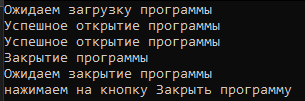 Ожидаем загрузку программы
Успешное открытие программы
Успешное открытие программы
Закрытие программы
Ожидаем закрытие программы
нажимаем на кнопку Закрыть программу